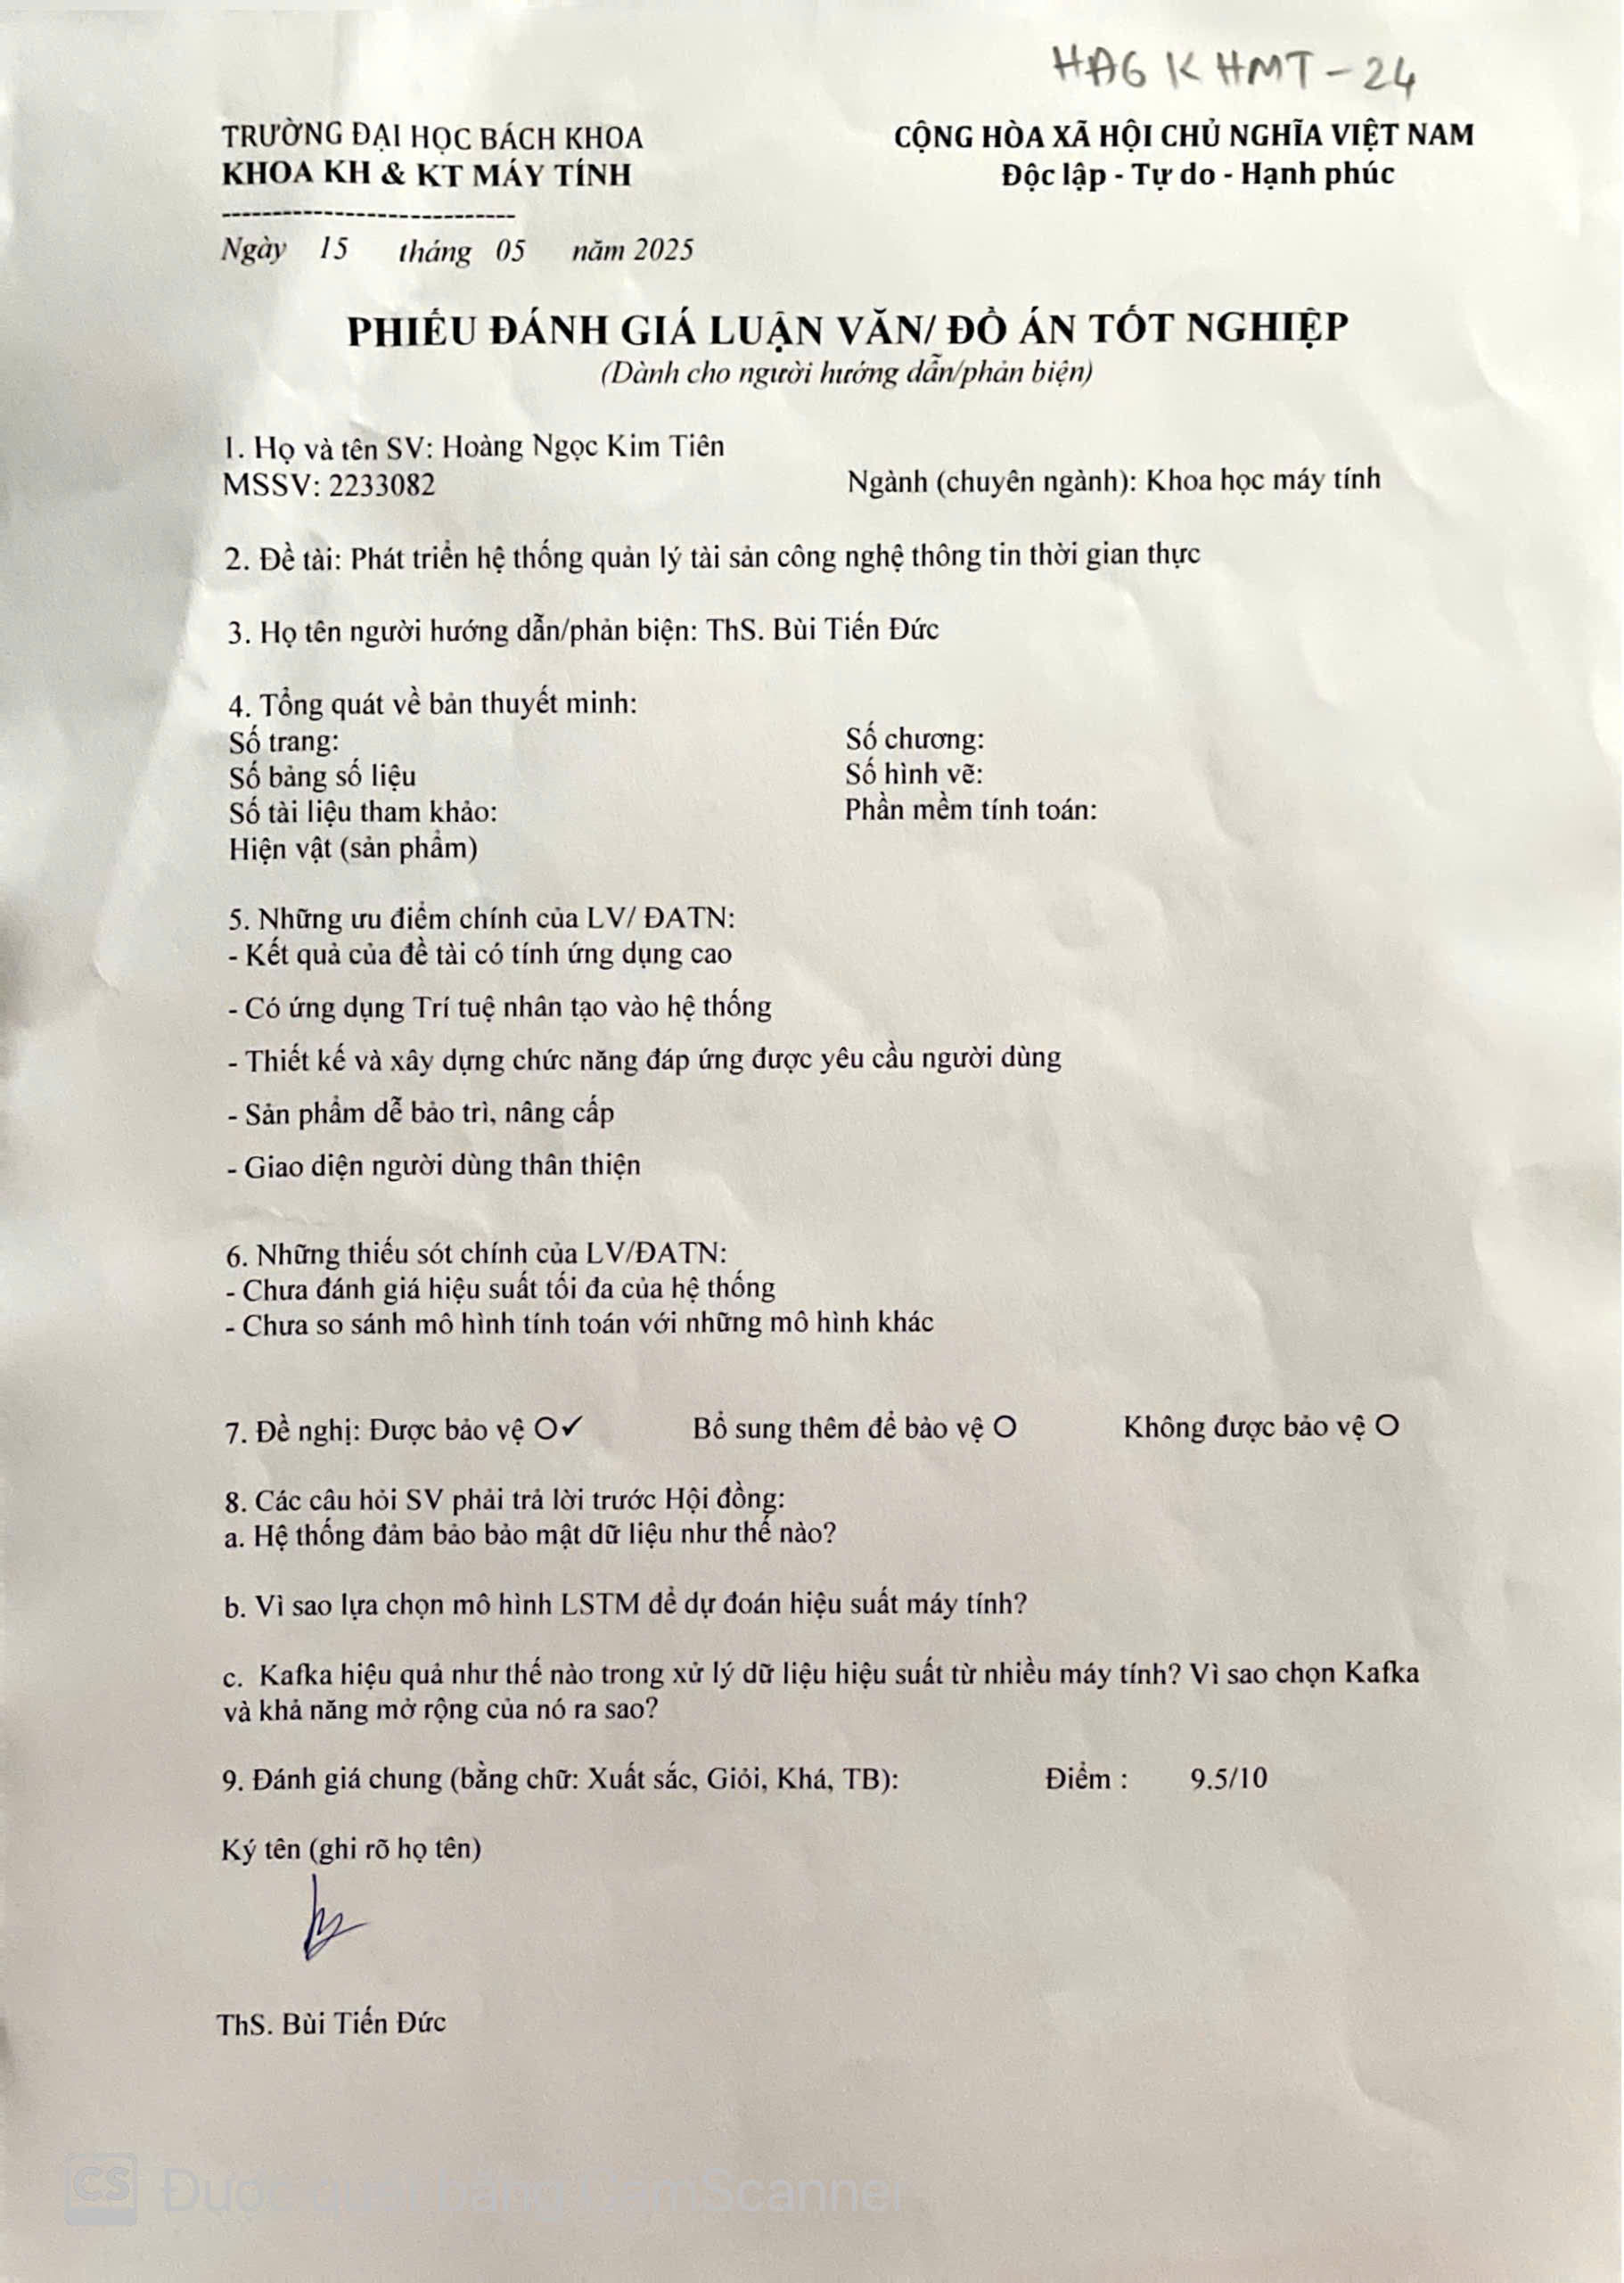 HĐ6 KHMT - 24
TRƯỜNG ĐẠI HỌC BÁCH KHOA
KHOA KH & KT MÁY TÍNH
----------------------------
CỘNG HÒA XÃ HỘI CHỦ NGHĨA VIỆT NAM
Độc lập - Tự do - Hạnh phúc
Ngày 15 tháng 05 năm 2025
PHIẾU ĐÁNH GIÁ LUẬN VĂN/ ĐỒ ÁN TỐT NGHIỆP
(Dành cho người hướng dẫn/phản biện)
1. Họ và tên SV: Hoàng Ngọc Kim Tiên
MSSV: 2233082 Ngành (chuyên ngành): Khoa học máy tính
2. Đề tài: Phát triển hệ thống quản lý tài sản công nghệ thông tin thời gian thực
3. Họ tên người hướng dẫn/phản biện: ThS. Bùi Tiến Đức
4. Tổng quát về bản thuyết minh:
Số trang: Số chương:
Số bảng số liệu Số hình vẽ:
Số tài liệu tham khảo: Phần mềm tính toán:
Hiện vật (sản phẩm)
5. Những ưu điểm chính của LV/ ĐATN:
- Kết quả của đề tài có tính ứng dụng cao
- Có ứng dụng Trí tuệ nhân tạo vào hệ thống
- Thiết kế và xây dựng chức năng đáp ứng được yêu cầu người dùng
- Sản phẩm dễ bảo trì, nâng cấp
- Giao diện người dùng thân thiện
6. Những thiếu sót chính của LV/ĐATN:
- Chưa đánh giá hiệu suất tối đa của hệ thống
- Chưa so sánh mô hình tính toán với những mô hình khác
7. Đề nghị: Được bảo vệ O✓ Bổ sung thêm để bảo vệ O Không được bảo vệ O
8. Các câu hỏi SV phải trả lời trước Hội đồng:
a. Hệ thống đảm bảo bảo mật dữ liệu như thế nào?
b. Vì sao lựa chọn mô hình LSTM để dự đoán hiệu suất máy tính?
c. Kafka hiệu quả như thế nào trong xử lý dữ liệu hiệu suất từ nhiều máy tính? Vì sao chọn Kafka
và khả năng mở rộng của nó ra sao?
9. Đánh giá chung (bằng chữ: Xuất sắc, Giỏi, Khá, TB): Điểm : 9.5/10
Ký tên (ghi rõ họ tên)
ThS. Bùi Tiến Đức
CS Được quét bằng CamScanner